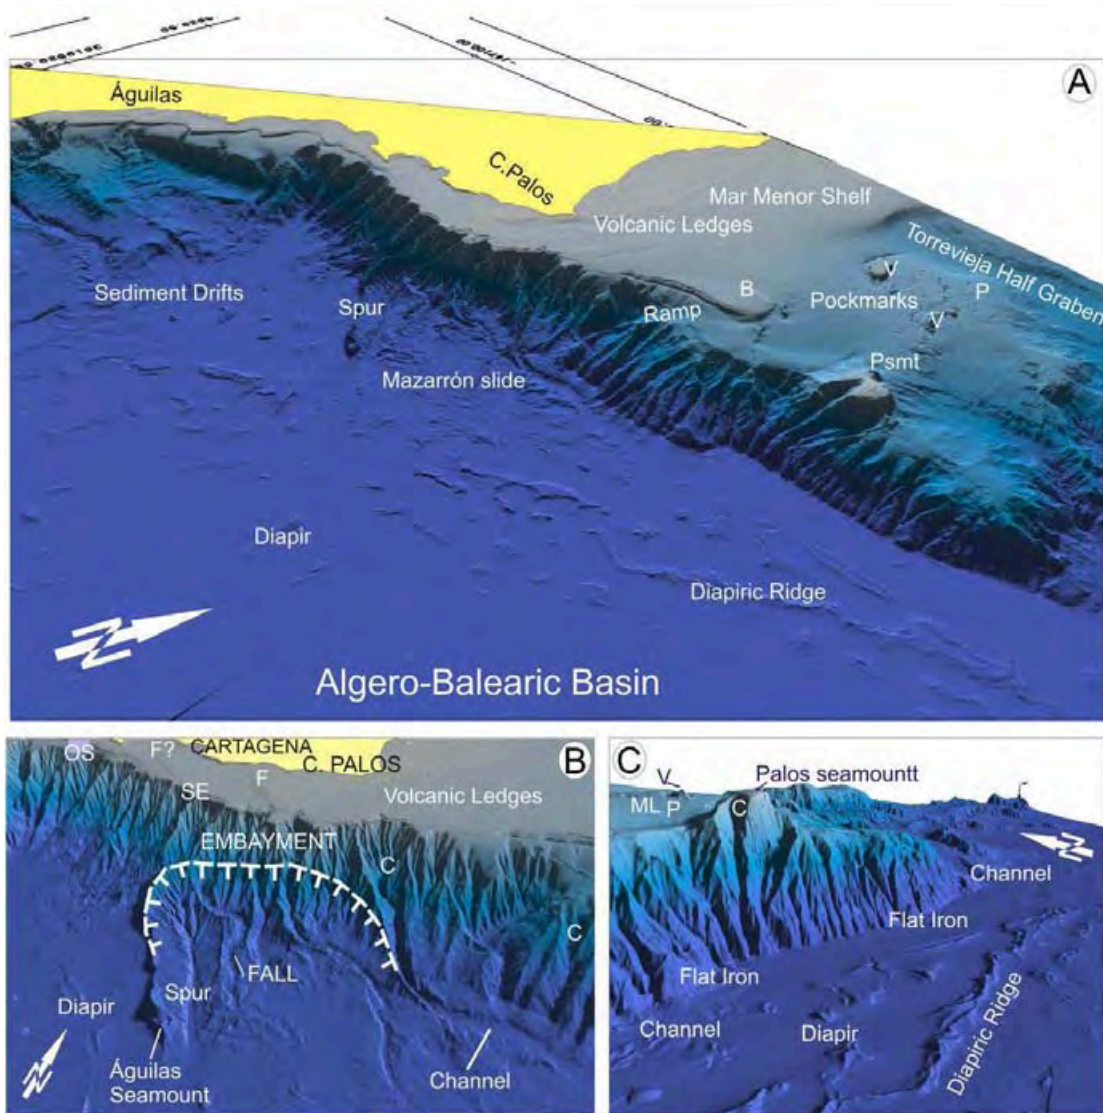 A
Águilas
C.Palos
Mar Menor Shelf
Volcanic Ledges
Torrevieja Half Graben
V
P
B
Pockmarks
Ramp
V
Sediment Drifts
Spur
Psmt
Mazarrón slide
Diapir
Diapiric Ridge
N
Algero-Balearic Basin
B
OS
F?
CARTAGENA
C. PALOS
F
SE
Volcanic Ledges
EMBAYMENT
C
C
FALL
Spur
Diapir
N
Águilas
Seamount
Channel
C
V
Palos seamountt
ML
P
C
N
Channel
Flat Iron
Flat Iron
Channel
Diapir
Diapiric Ridge